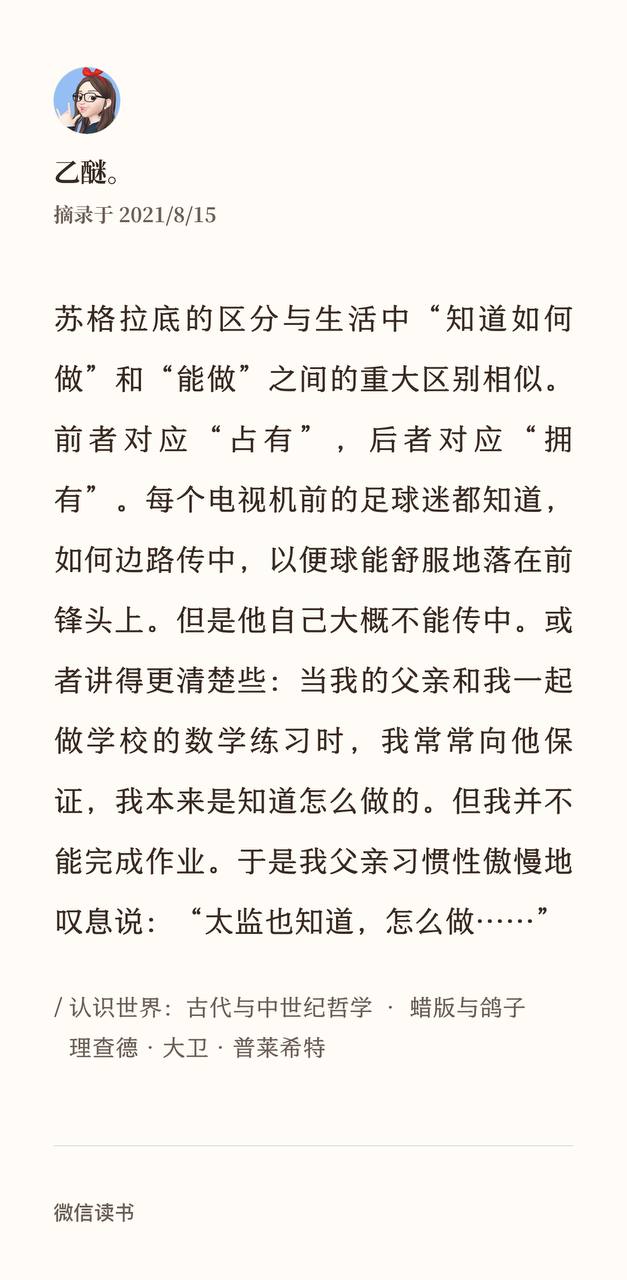 乙醚。
摘录于 2021/8/15
苏格拉底的区分与生活中“知道如何
做”和“能做”之间的重大区别相似。
前者对应“占有”，后者对应“拥
有”。每个电视机前的足球迷都知道，
如何边路传中，以便球能舒服地落在前
锋头上。但是他自己大概不能传中。或
者讲得更清楚些：当我的父亲和我一起
做学校的数学练习时，我常常向他保
证，我本来是知道怎么做的。但我并不
能完成作业。于是我父亲习惯性傲慢地
叹息说：“太监也知道，怎么做……”
/ 认识世界：古代与中世纪哲学 · 蜡版与鸽子
理查德 · 大卫 · 普莱希特
微信读书